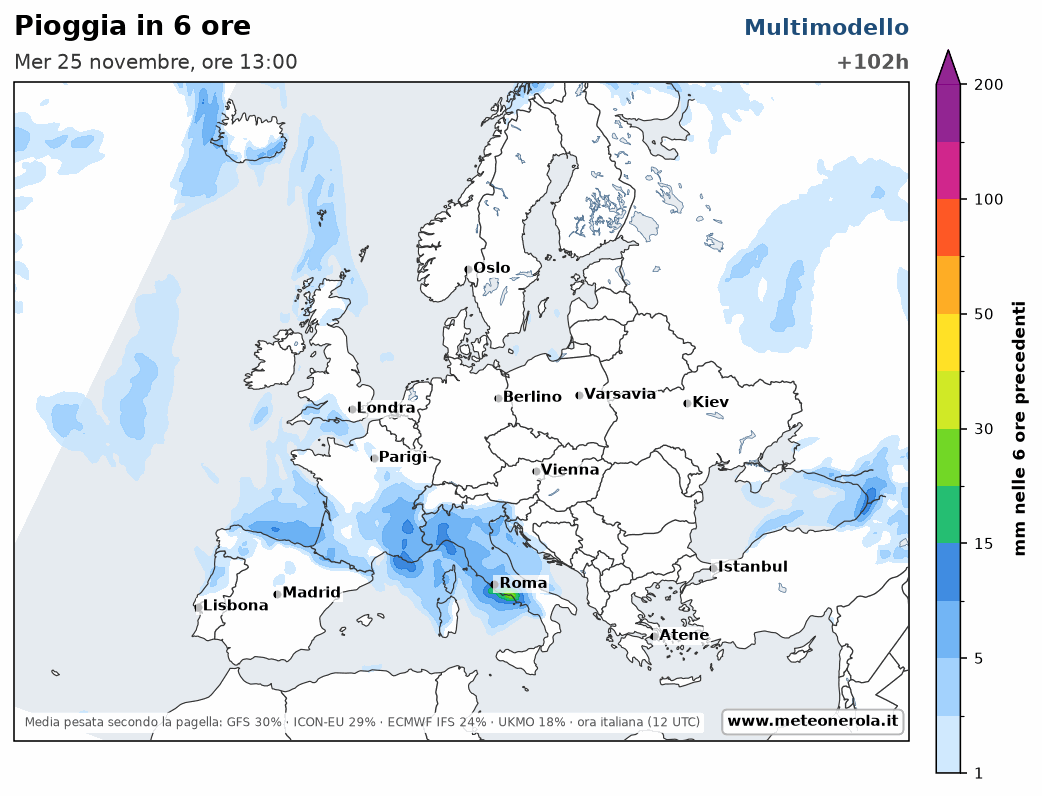 Pioggia in 6 ore
Multimodello
Mer 25 novembre, ore 13:00
+102h
200
100
50
30
15
5
1
mm nelle 6 ore precedenti
Oslo
Londra
Berlino
Varsavia
Kiev
Parigi
Vienna
Istanbul
Roma
Madrid
Lisbona
Atene
Media pesata secondo la pagella: GFS 30% · ICON-EU 29% · ECMWF IFS 24% · UKMO 18% · ora italiana (12 UTC)
www.meteonerola.it